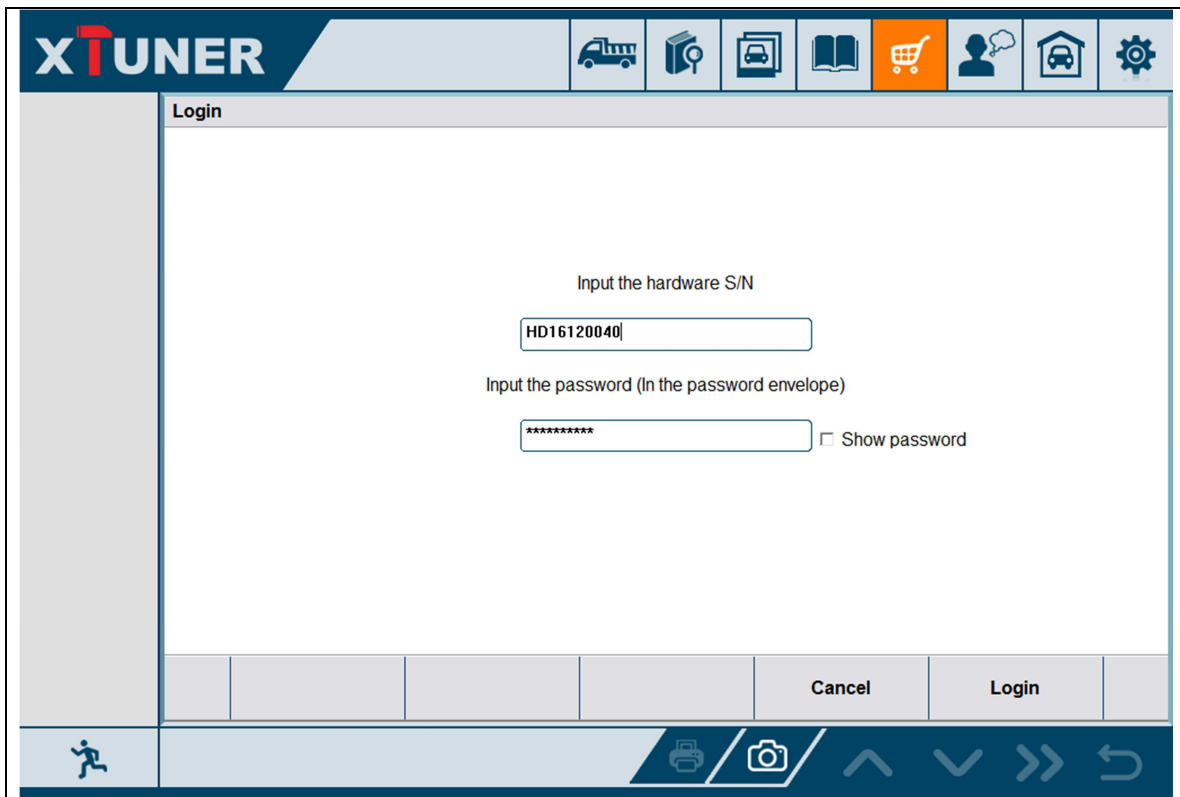 XTUNER
Login
Input the hardware S/N
HD16120040
Input the password (In the password envelope)
**********
Show password
Cancel Login